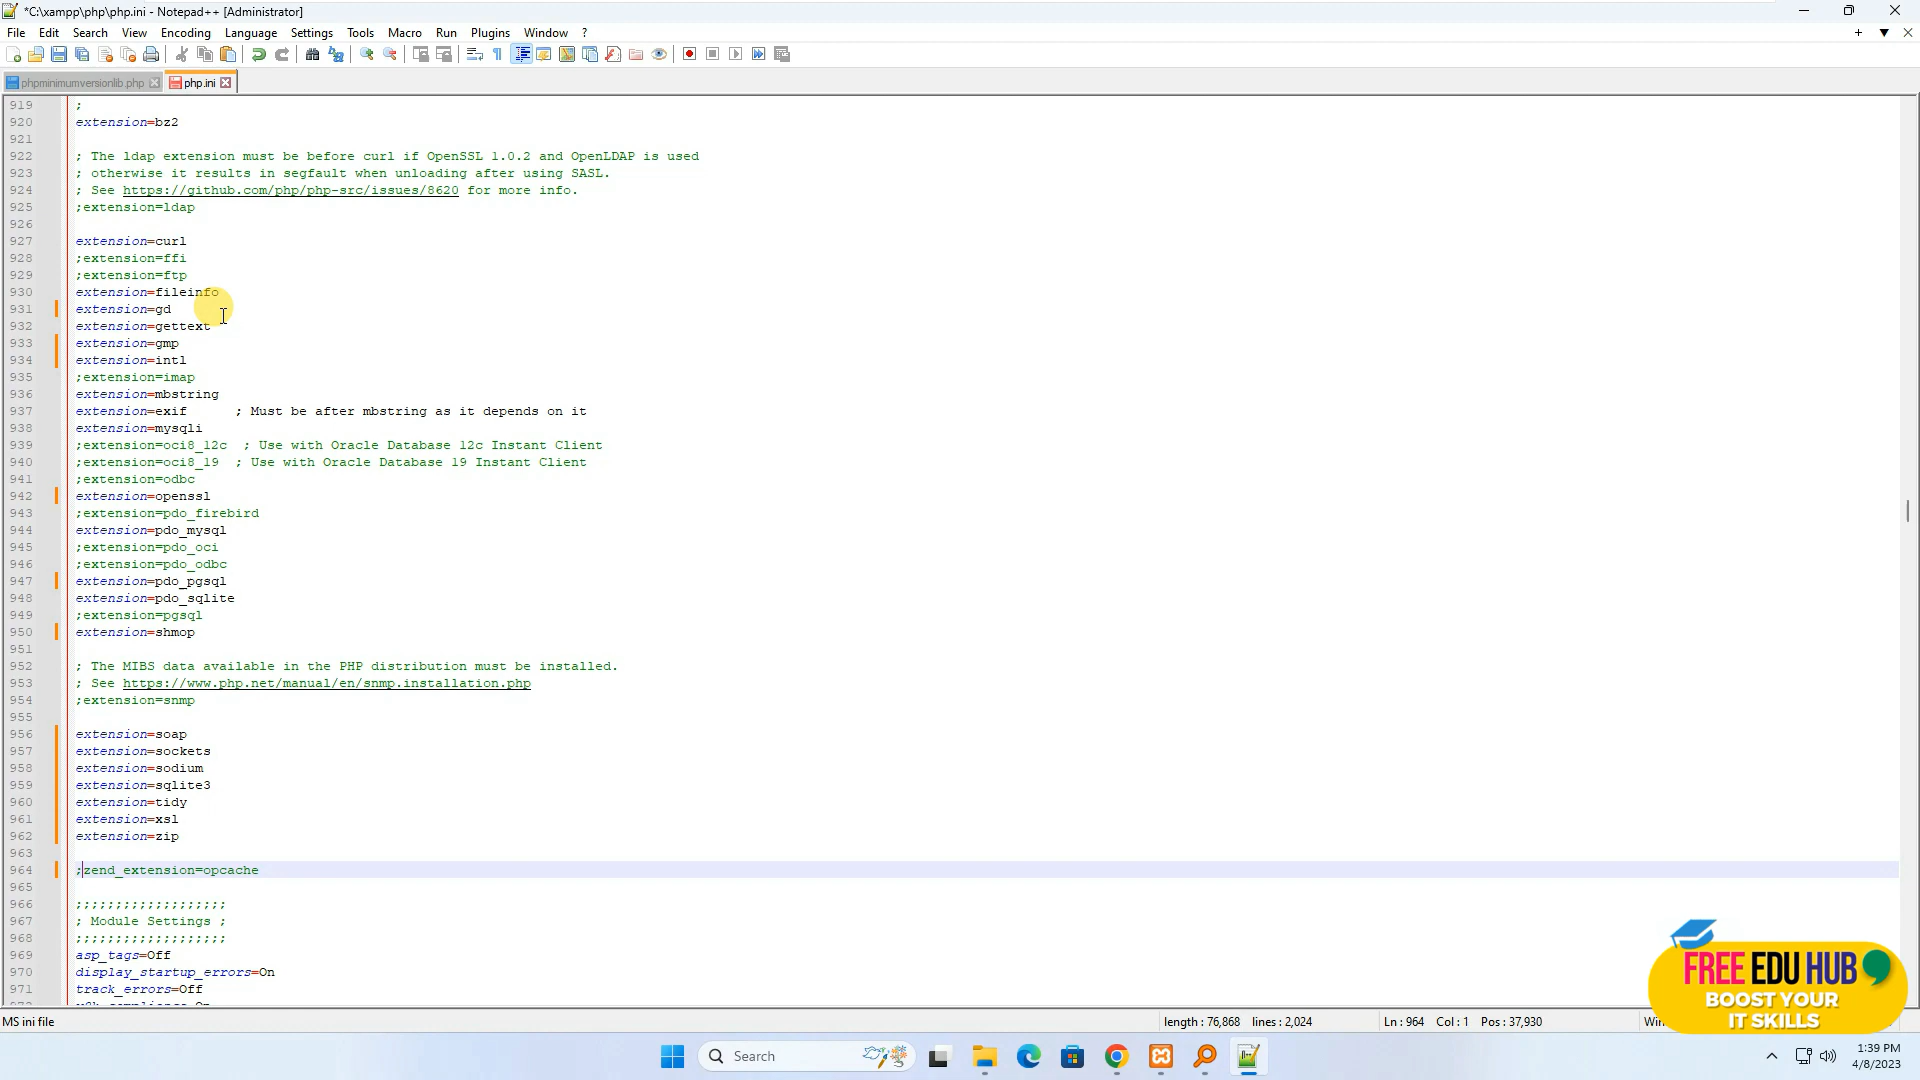 *C:\xampp\php\php.ini - Notepad++ [Administrator]
File Edit Search View Encoding Language Settings Tools Macro Run Plugins Window ?
phpminimumversionlib.php php.ini
919 ;
920 extension=bz2
921
922 ; The ldap extension must be before curl if OpenSSL 1.0.2 and OpenLDAP is used
923 ; otherwise it results in segfault when unloading after using SASL.
924 ; See https://github.com/php/php-src/issues/8620 for more info.
925 ;extension=ldap
926
927 extension=curl
928 ;extension=ffi
929 ;extension=ftp
930 extension=fileinfo
931 extension=gd
932 extension=gettext
933 extension=gmp
934 extension=intl
935 ;extension=imap
936 extension=mbstring
937 extension=exif ; Must be after mbstring as it depends on it
938 extension=mysqli
939 ;extension=oci8_12c ; Use with Oracle Database 12c Instant Client
940 ;extension=oci8_19 ; Use with Oracle Database 19 Instant Client
941 ;extension=odbc
942 extension=openssl
943 ;extension=pdo_firebird
944 extension=pdo_mysql
945 ;extension=pdo_oci
946 ;extension=pdo_odbc
947 extension=pdo_pgsql
948 extension=pdo_sqlite
949 ;extension=pgsql
950 extension=shmop
951
952 ; The MIBS data available in the PHP distribution must be installed.
953 ; See https://www.php.net/manual/en/snmp.installation.php
954 ;extension=snmp
955
956 extension=soap
957 extension=sockets
958 extension=sodium
959 extension=sqlite3
960 extension=tidy
961 extension=xsl
962 extension=zip
963
964 ;zend_extension=opcache
965
966 ;;;;;;;;;;;;;;;;;;;
967 ; Module Settings ;
968 ;;;;;;;;;;;;;;;;;;;
969 asp_tags=Off
970 display_startup_errors=On
971 track_errors=Off
FREE EDU HUB
BOOST YOUR
IT SKILLS
MS ini file length : 76,868 lines : 2,024 Ln : 964 Col : 1 Pos : 37,930 Win
Search
1:39 PM
4/8/2023